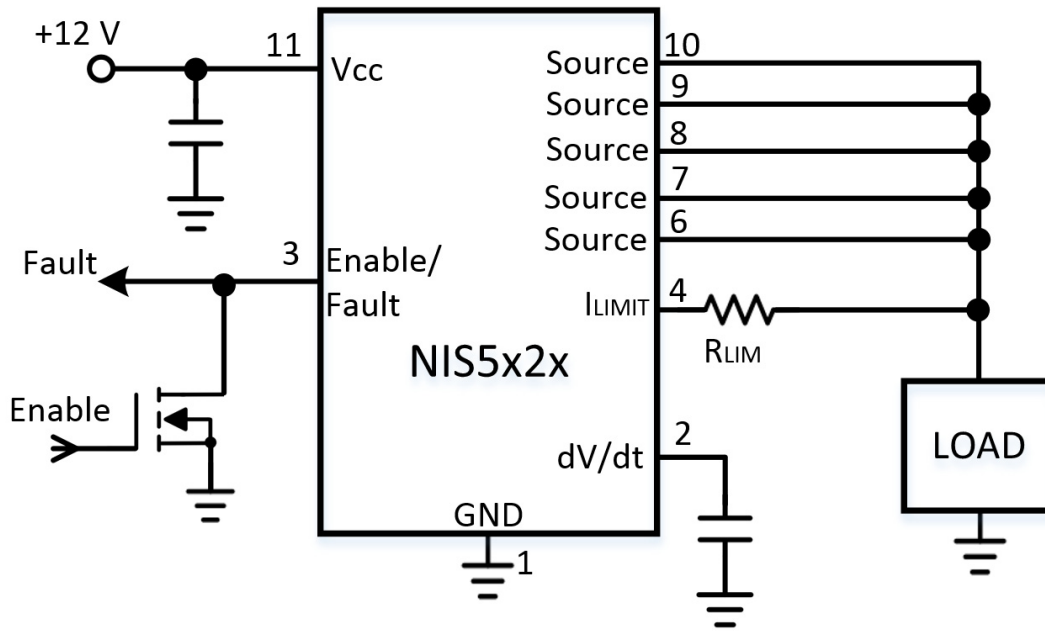 +12 V
11
Vcc
Source
10
Source
9
Source
8
Source
7
Source
6
Fault
3
Enable/
Fault
ILIMIT
4
RLIM
NIS5x2x
Enable
dV/dt
2
LOAD
GND
1